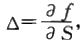 Δ = ∂f/∂S,